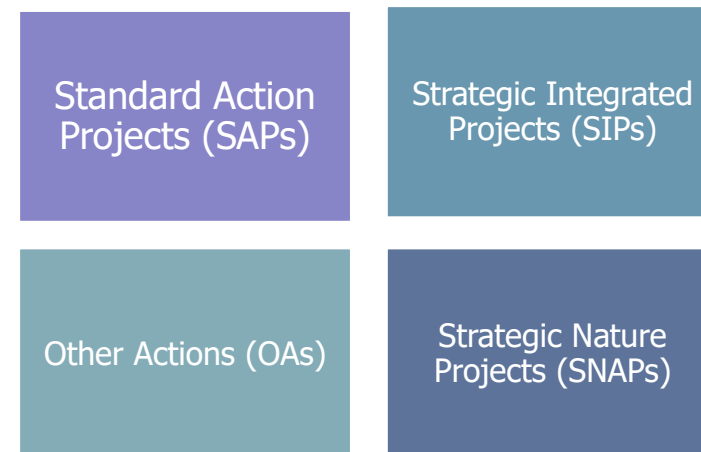 Standard Action
Projects (SAPs)
Strategic Integrated
Projects (SIPs)
Other Actions (OAs)
Strategic Nature
Projects (SNAPs)